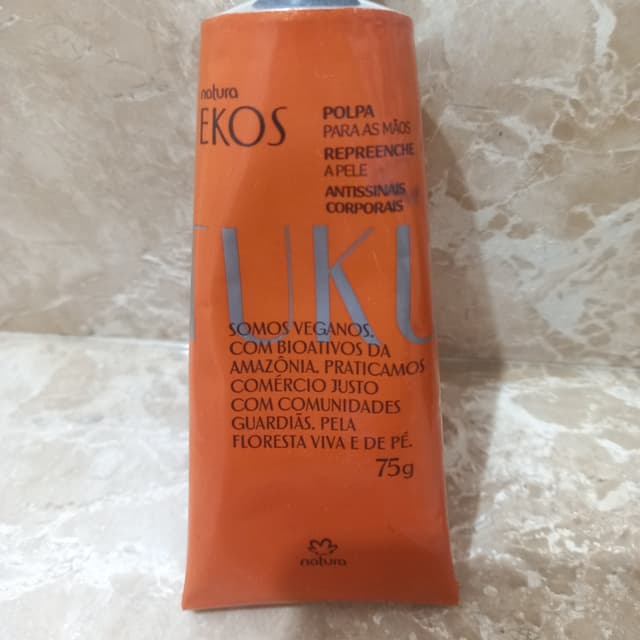 natura
EKOS
POLPA
PARA AS MÃOS
REPREENCHE
A PELE
ANTISSINAIS
CORPORAIS
UKU
SOMOS VEGANOS.
COM BIOATIVOS DA
AMAZÔNIA. PRATICAMOS
COMÉRCIO JUSTO
COM COMUNIDADES
GUARDIÃS. PELA
FLORESTA VIVA E DE PÉ.
75g
natura